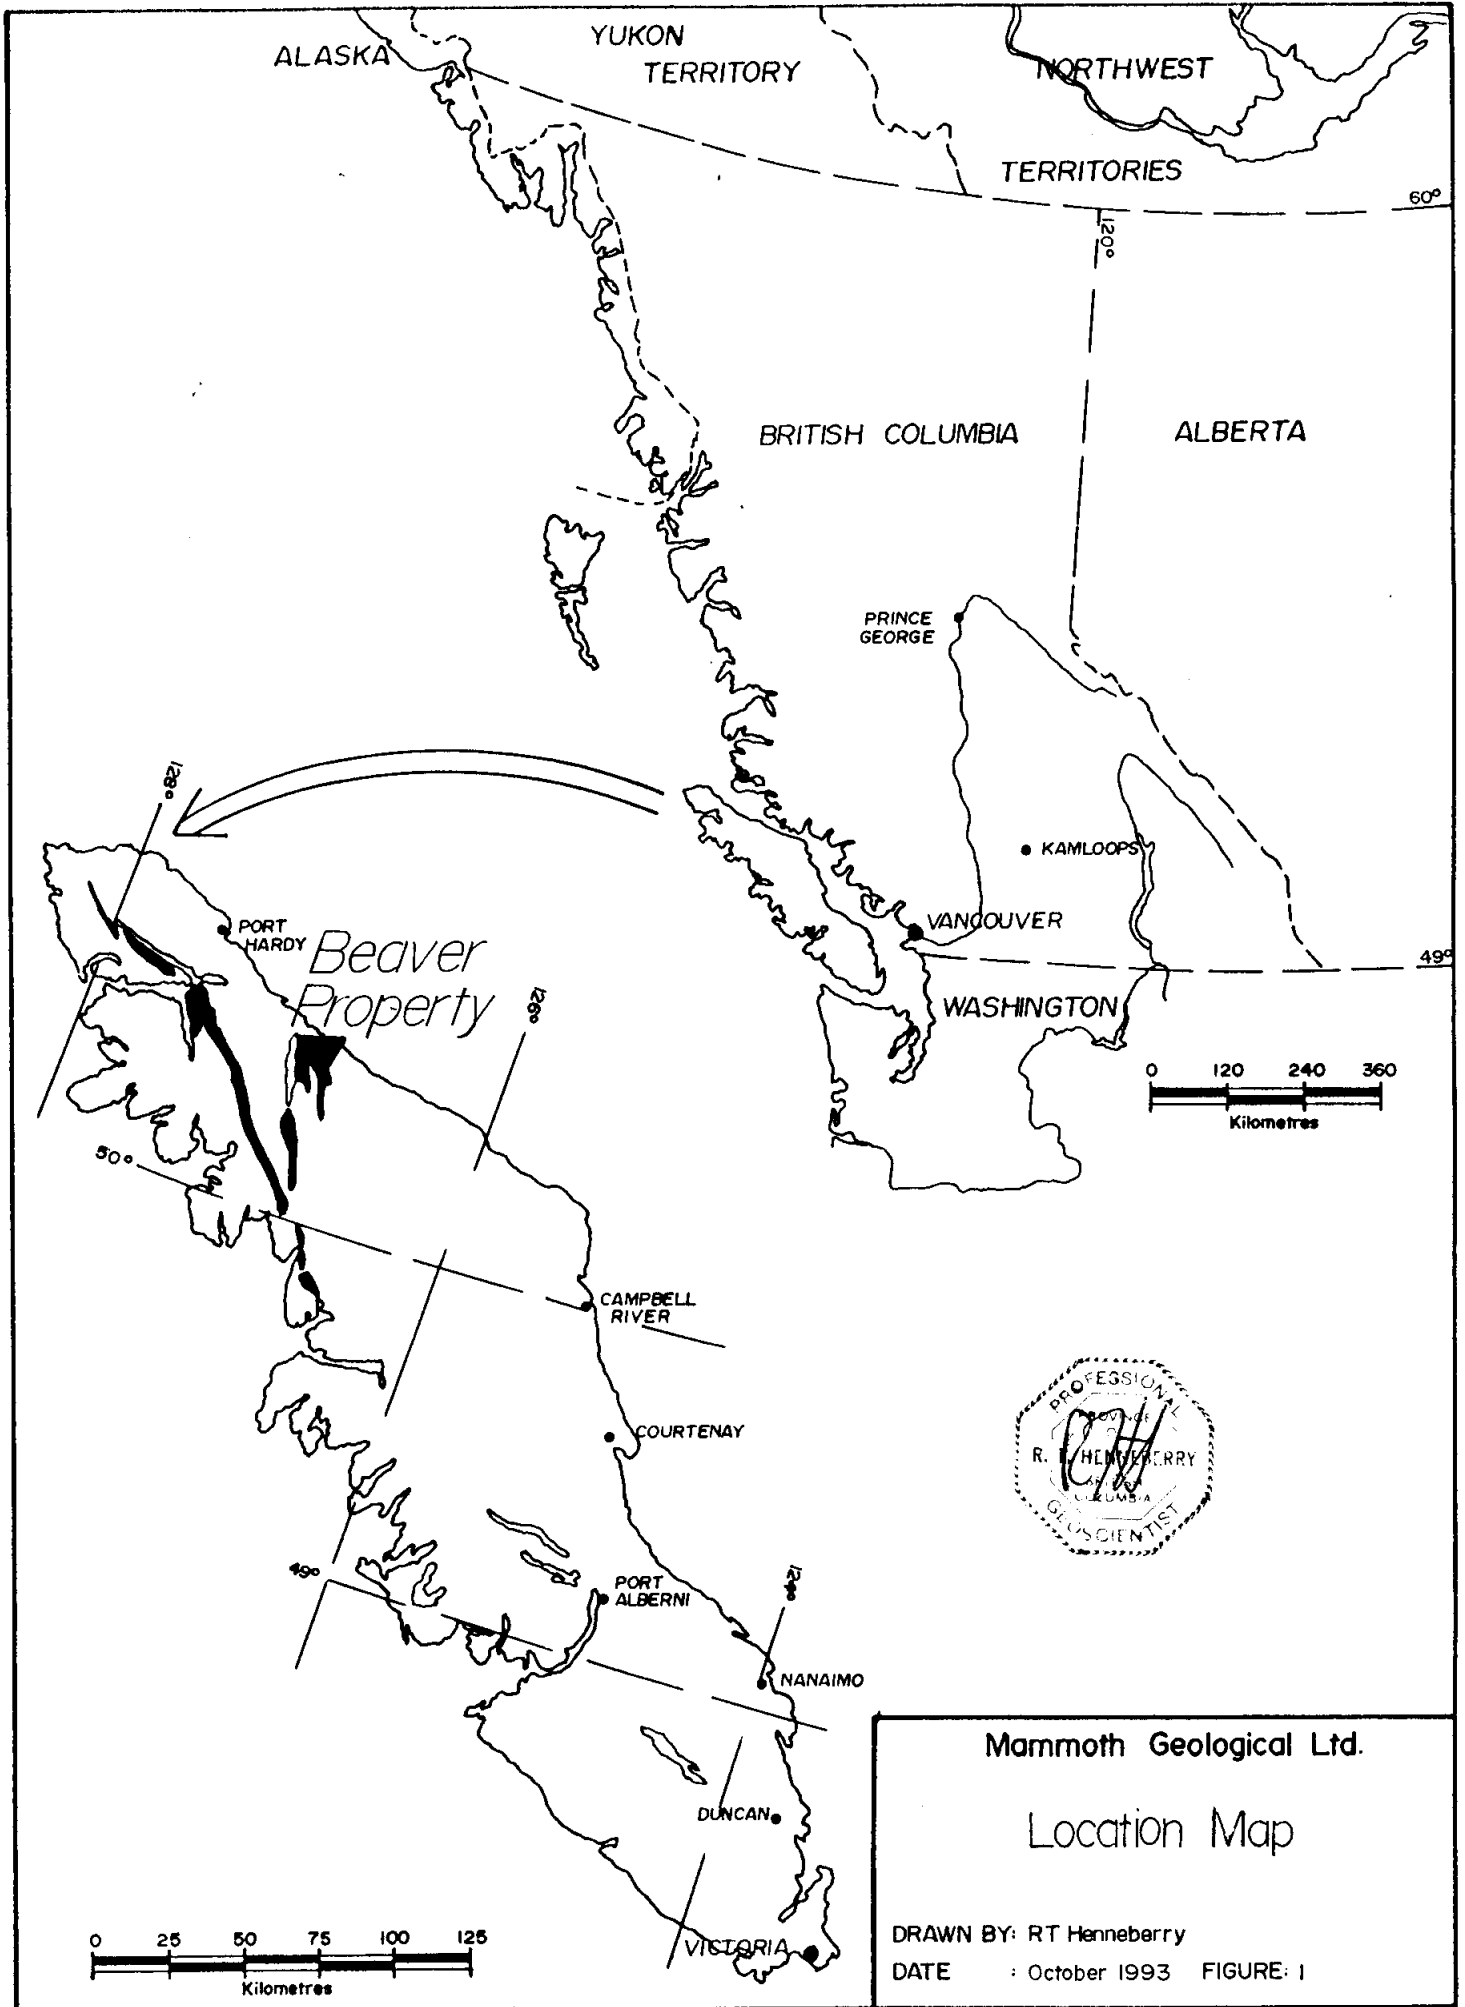 ALASKA
YUKON
TERRITORY
NORTHWEST
TERRITORIES
60°
120°
BRITISH COLUMBIA
ALBERTA
PRINCE
GEORGE
KAMLOOPS
VANCOUVER
49°
WASHINGTON
0 120 240 360
Kilometres
128°
PORT
HARDY
Beaver
Property
126°
50°
CAMPBELL
RIVER
COURTENAY
49°
PORT
ALBERNI
124°
NANAIMO
DUNCAN
VICTORIA
0 25 50 75 100 125
Kilometres
PROFESSIONAL
PROVINCE
HENNEBERRY
COLUMBIA
GEOSCIENTIST
Mammoth Geological Ltd.
Location Map
DRAWN BY: RT Henneberry
DATE : October 1993 FIGURE: 1